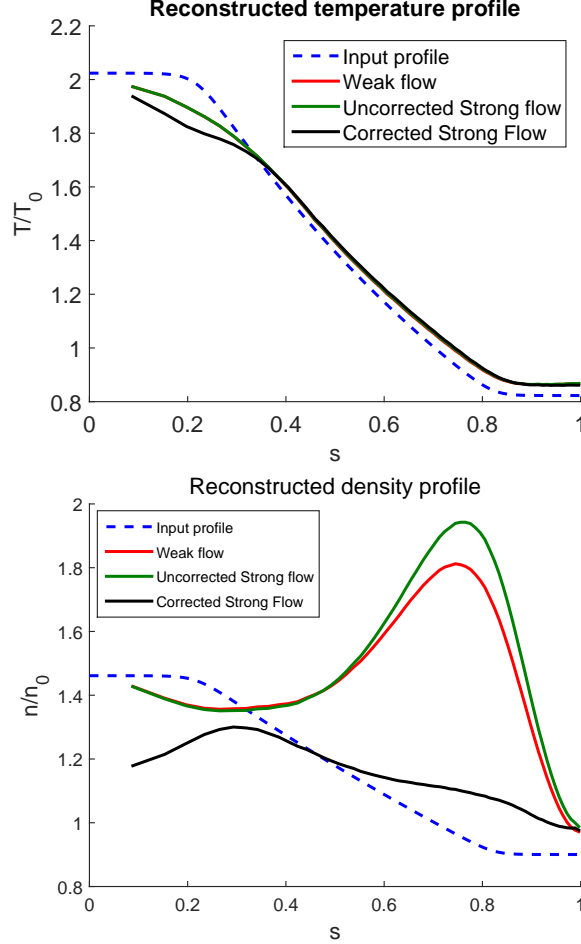 Reconstructed temperature profile
2.2
2
1.8
1.6
1.4
1.2
1
0.8
T/T0
Input profile
Weak flow
Uncorrected Strong flow
Corrected Strong Flow
0 0.2 0.4 0.6 0.8 1
s
Reconstructed density profile
2
1.8
1.6
1.4
1.2
1
0.8
n/n0
Input profile
Weak flow
Uncorrected Strong flow
Corrected Strong Flow
0 0.2 0.4 0.6 0.8 1
s